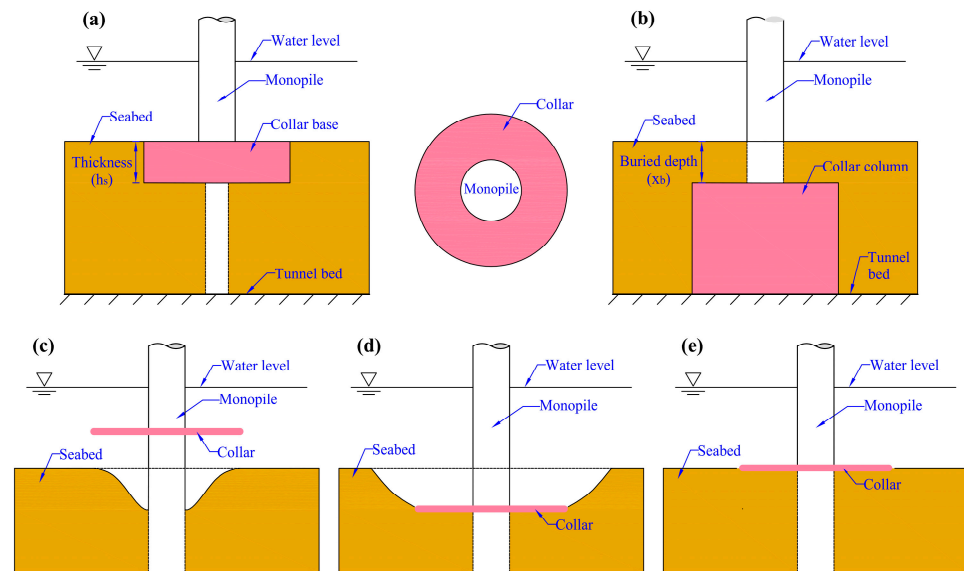 (a)
Water level
Monopile
Seabed
Collar base
Thickness
(hs)
Tunnel bed
Collar
Monopile
(b)
Water level
Monopile
Seabed
Buried depth
(xb)
Collar column
Tunnel
bed
(c)
Water level
Monopile
Seabed
Collar
(d)
Water level
Monopile
Seabed
Collar
(e)
Water level
Monopile
Seabed
Collar